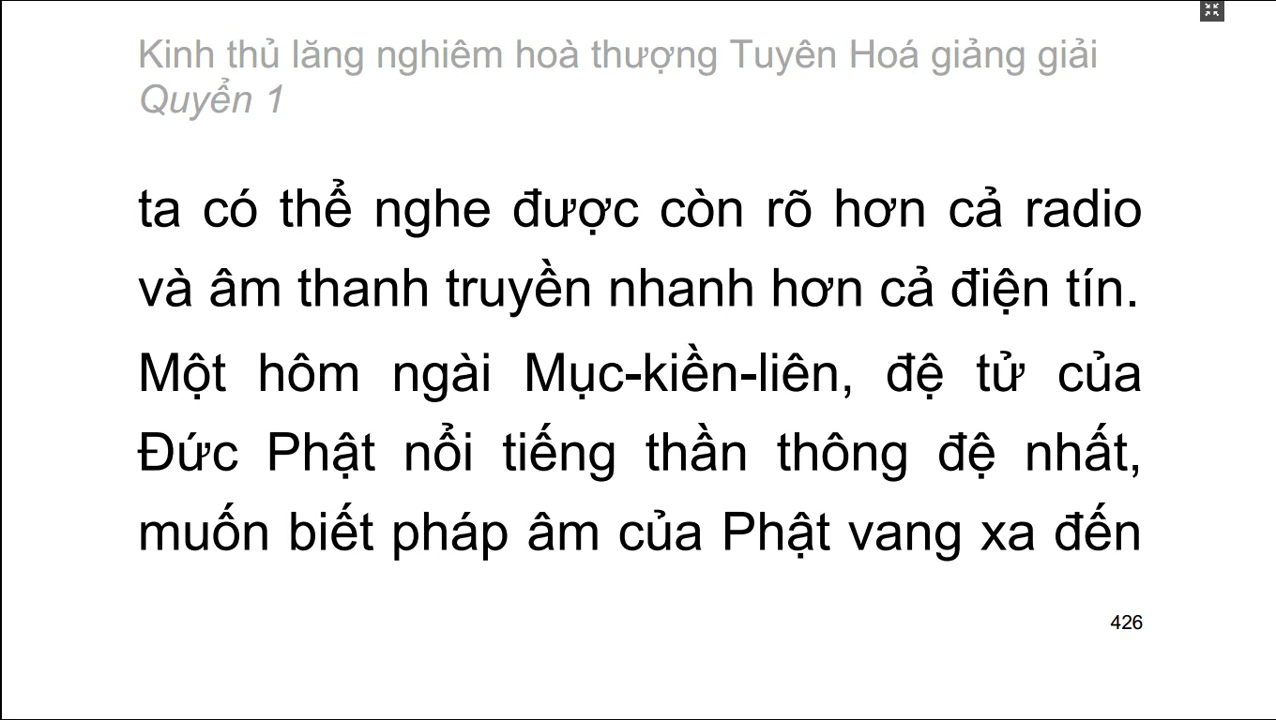 Kinh thủ lăng nghiêm hoà thượng Tuyên Hoá giảng giải
Quyển 1
ta có thể nghe được còn rõ hơn cả radio
và âm thanh truyền nhanh hơn cả điện tín.
Một hôm ngài Mục-kiền-liên, đệ tử của
Đức Phật nổi tiếng thần thông đệ nhất,
muốn biết pháp âm của Phật vang xa đến
426